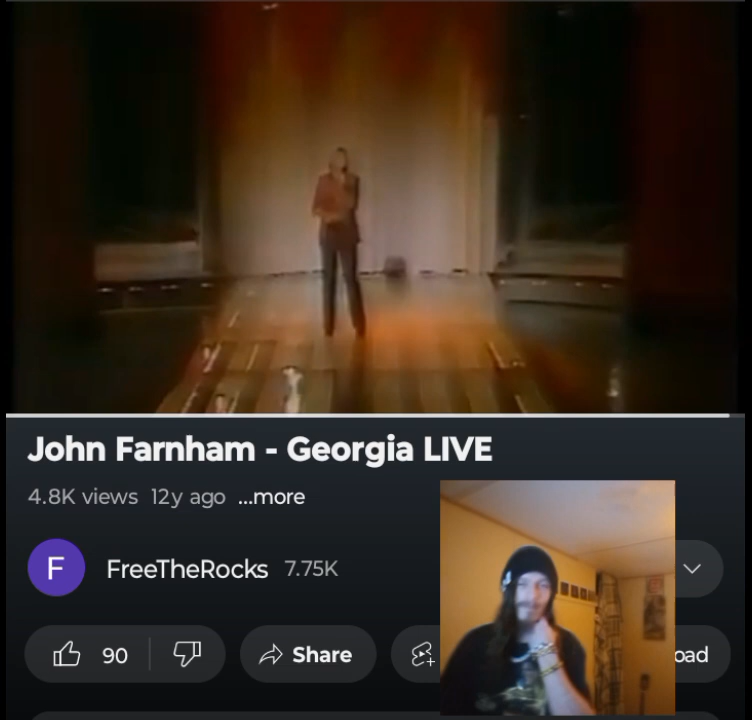 John Farnham - Georgia LIVE
4.8K views 12y ago ...more
F FreeTheRocks 7.75K
90 Share oad